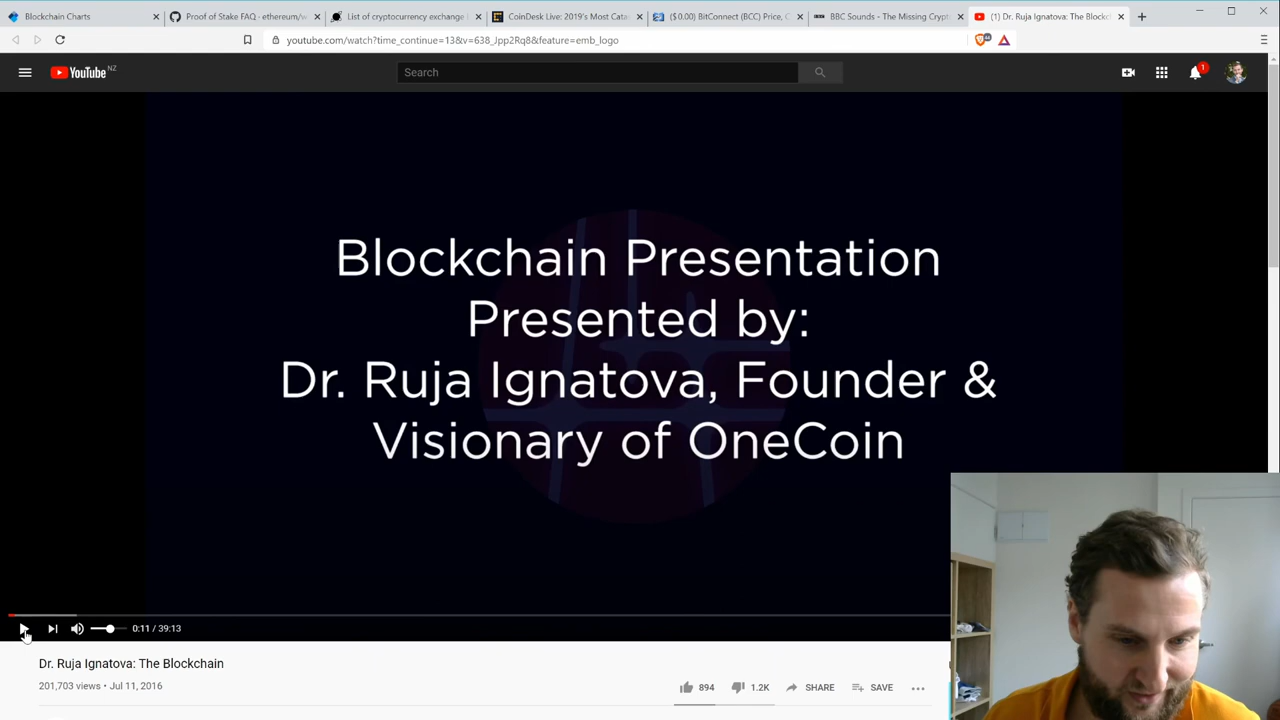 Blockchain Charts
Proof of Stake FAQ · ethereum/w
List of cryptocurrency exchange
CoinDesk Live: 2019's Most Cata
($0.00) BitConnect (BCC) Price, C
BBC Sounds - The Missing Crypt
(1) Dr. Ruja Ignatova: The Blockch
youtube.com/watch?time_continue=13&v=638_Jpp2Rq8&feature=emb_logo
YouTube NZ
Search
1
Blockchain Presentation
Presented by:
Dr. Ruja Ignatova, Founder &
Visionary of OneCoin
0:11 / 39:13
Dr. Ruja Ignatova: The Blockchain
201,703 views • Jul 11, 2016
894
1.2K
SHARE
SAVE